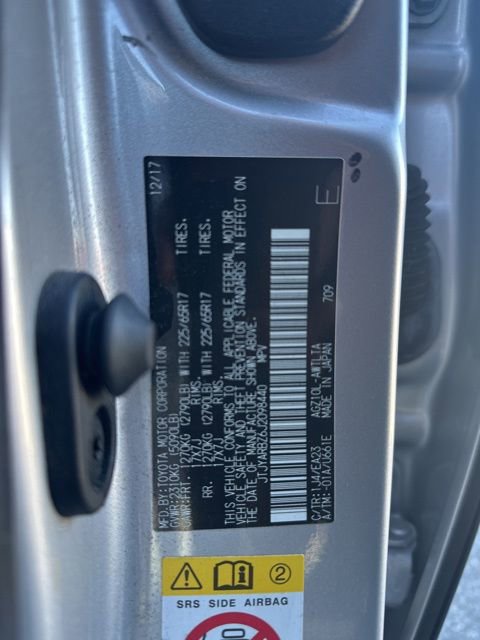 MFD.BY:TOYOTA MOTOR CORPORATION 12/17
GVWR:2310KG(5090LB)
GAWR:FRT. 1270KG(2790LB) WITH 225/65R17 TIRES.
17X7J RIMS.
RR. 1270KG(2790LB) WITH 225/65R17 TIRES.
17X7J RIMS.
THIS VEHICLE CONFORMS TO ALL APPLICABLE FEDERAL MOTOR
VEHICLE SAFETY AND THEFT PREVENTION STANDARDS IN EFFECT ON
THE DATE OF MANUFACTURE SHOWN ABOVE.
MPV
E
C/TR:1J4/EA23 AGZ10L-AWTLTA
A/TM:-01A/U661E MADE IN JAPAN 709
2
SRS SIDE AIRBAG